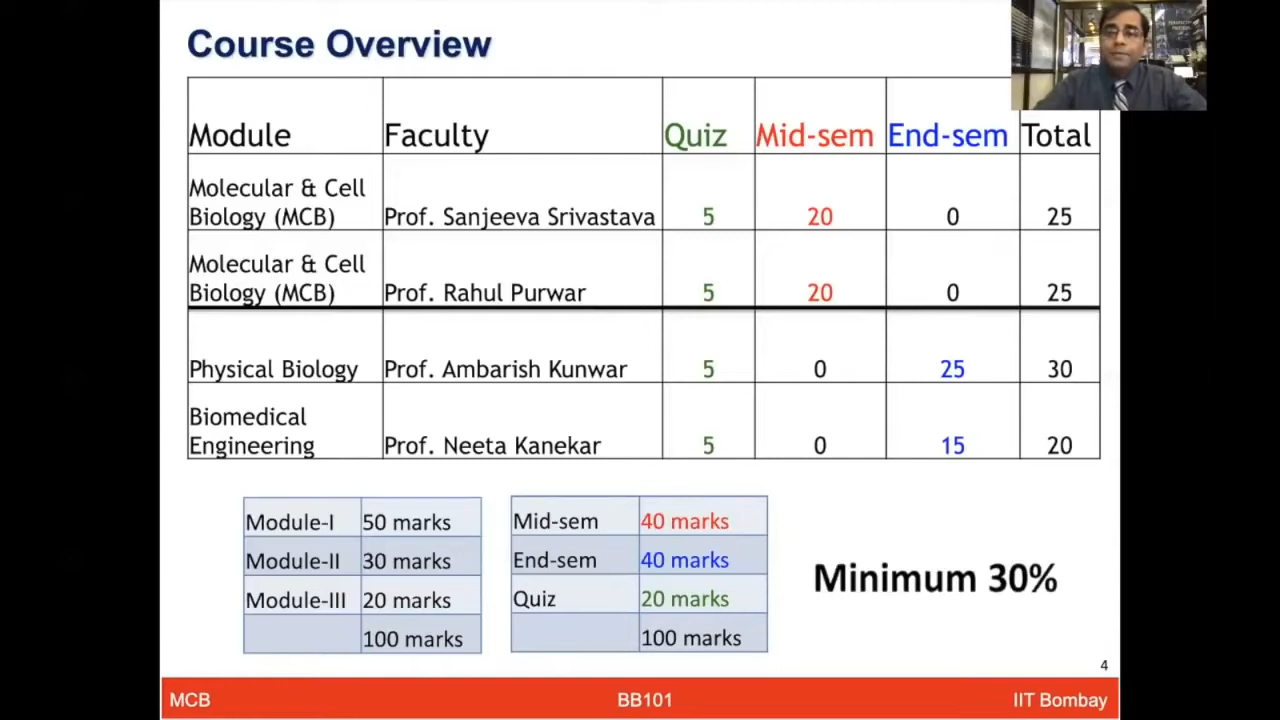 Course Overview
Module Faculty Quiz Mid-sem End-sem Total
Molecular & Cell
Biology (MCB) Prof. Sanjeeva Srivastava 5 20 0 25
Molecular & Cell
Biology (MCB) Prof. Rahul Purwar 5 20 0 25
Physical Biology Prof. Ambarish Kunwar 5 0 25 30
Biomedical
Engineering Prof. Neeta Kanekar 5 0 15 20
Module-I 50 marks
Module-II 30 marks
Module-III 20 marks
100 marks
Mid-sem 40 marks
End-sem 40 marks
Quiz 20 marks
100 marks
Minimum 30%
4
MCB BB101 IIT Bombay